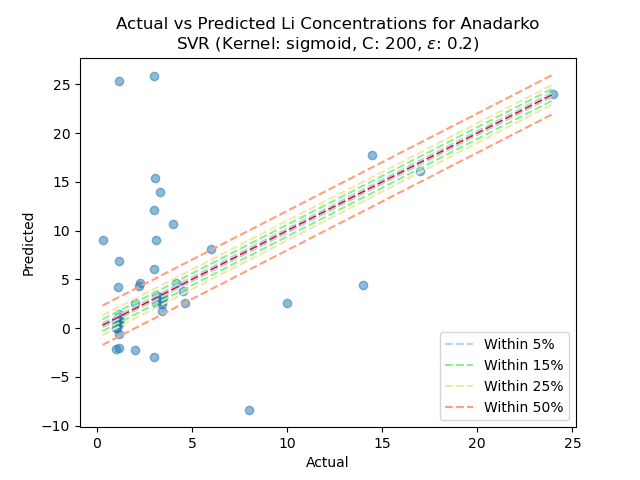 Actual vs Predicted Li Concentrations for Anadarko
SVR (Kernel: sigmoid, C: 200, ε: 0.2)
25
20
15
10
5
0
−5
−10
Predicted
0
5
10
15
20
25
Actual
Within 5%
Within 15%
Within 25%
Within 50%